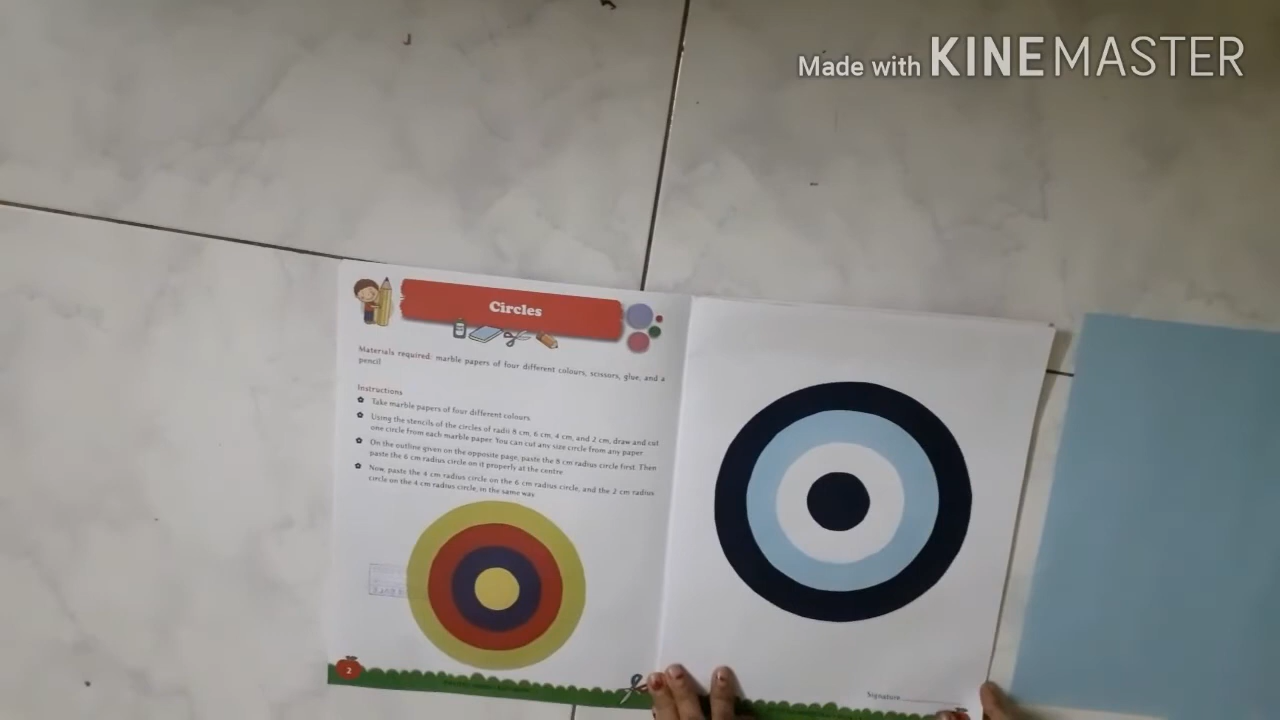 Made with KINEMASTER
Circles
Materials required: marble papers of four different colours, scissors, glue, and a
pencil
Instructions
Take marble papers of four different colours.
Using the stencils of the circles of radii 8 cm, 6 cm, 4 cm, and 2 cm, draw and cut
one circle from each marble paper. You can cut any size circle from any paper
On the outline given on the opposite page, paste the 8 cm radius circle first. Then
paste the 6 cm radius circle on it properly at the centre
Now, paste the 4 cm radius circle on the 6 cm radius circle, and the 2 cm radius
circle on the 4 cm radius circle, in the same way
2
Signature